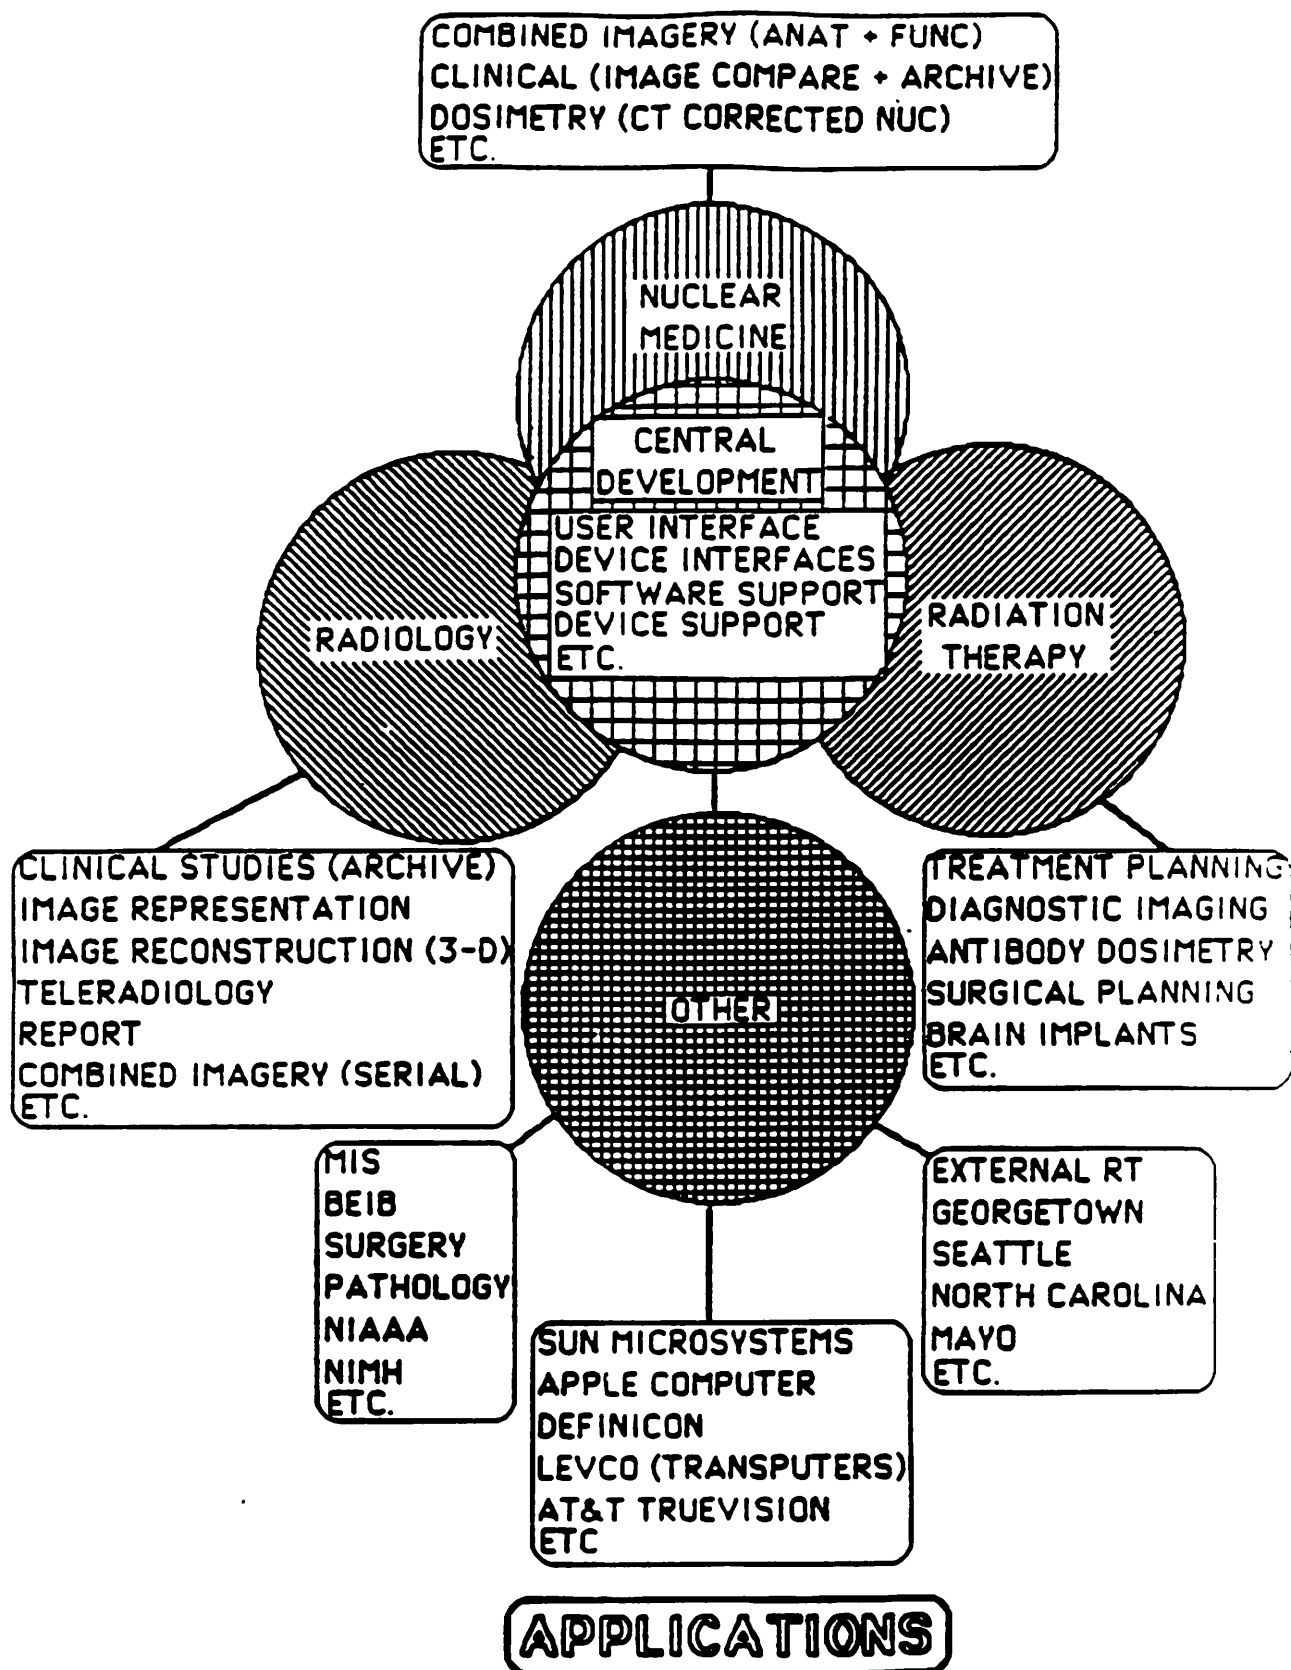 COMBINED IMAGERY (ANAT + FUNC)
CLINICAL (IMAGE COMPARE + ARCHIVE)
DOSIMETRY (CT CORRECTED NUC)
ETC.
NUCLEAR
MEDICINE
CENTRAL
DEVELOPMENT
USER INTERFACE
DEVICE INTERFACES
SOFTWARE SUPPORT
DEVICE SUPPORT
ETC.
RADIOLOGY
RADIATION
THERAPY
CLINICAL STUDIES (ARCHIVE)
IMAGE REPRESENTATION
IMAGE RECONSTRUCTION (3-D)
TELERADIOLOGY
REPORT
COMBINED IMAGERY (SERIAL)
ETC.
OTHER
TREATMENT PLANNING
DIAGNOSTIC IMAGING
ANTIBODY DOSIMETRY
SURGICAL PLANNING
BRAIN IMPLANTS
ETC.
MIS
BEIB
SURGERY
PATHOLOGY
NIAAA
NIMH
ETC.
SUN MICROSYSTEMS
APPLE COMPUTER
DEFINICON
LEVCO (TRANSPUTERS)
AT&T TRUEVISION
ETC
EXTERNAL RT
GEORGETOWN
SEATTLE
NORTH CAROLINA
MAYO
ETC.
APPLICATIONS